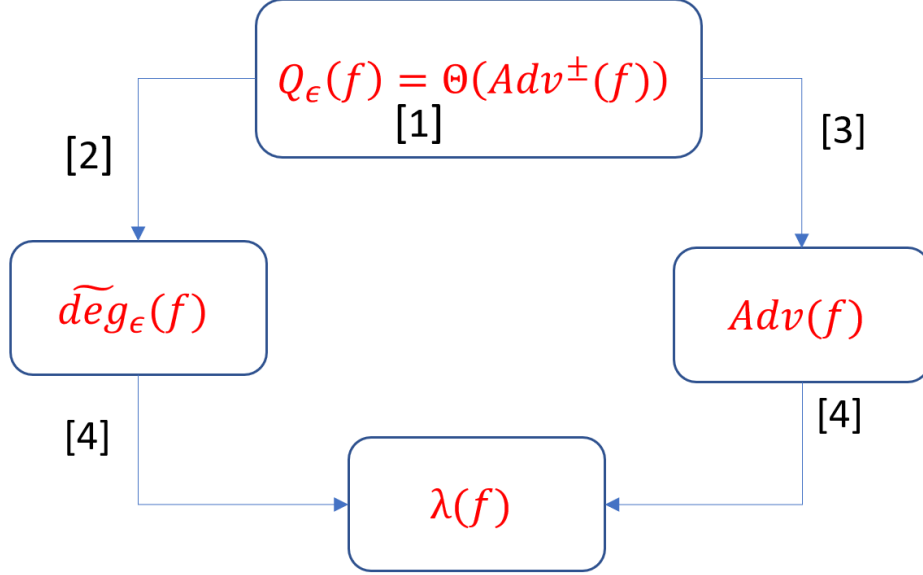 Q_ϵ(f) = Θ(Adv^±(f))
[1]
[2]
[3]
\widetilde{deg}_ϵ(f)
Adv(f)
[4]
[4]
λ(f)